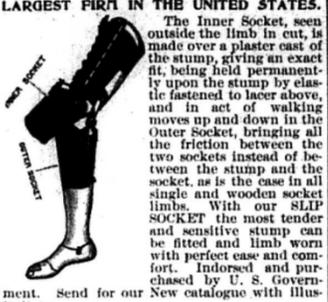 LARGEST FIRM IN THE UNITED STATES.
INNER SOCKET
OUTER SOCKET
The Inner Socket, seen
outside the limb in cut, is
made over a plaster cast of
the stump, giving an exact
fit, being held permanent-
ly upon the stump by elas-
tic fastened to lacer above,
and in act of walking
moves up and down in the
Outer Socket, bringing all
the friction between the
two sockets instead of be-
tween the stump and the
socket, as is the case in all
single and wooden socket
limbs. With our SLIP
SOCKET the most tender
and sensitive stump can
be fitted and limb worn
with perfect ease and com-
fort. Indorsed and pur-
chased by U. S. Govern-
ment. Send for our New catalogue with illus-